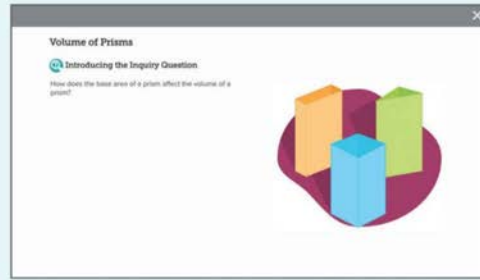 Volume of Prisms
Introducing the Inquiry Question
How does the base area of a prism affect the volume of a
prism?